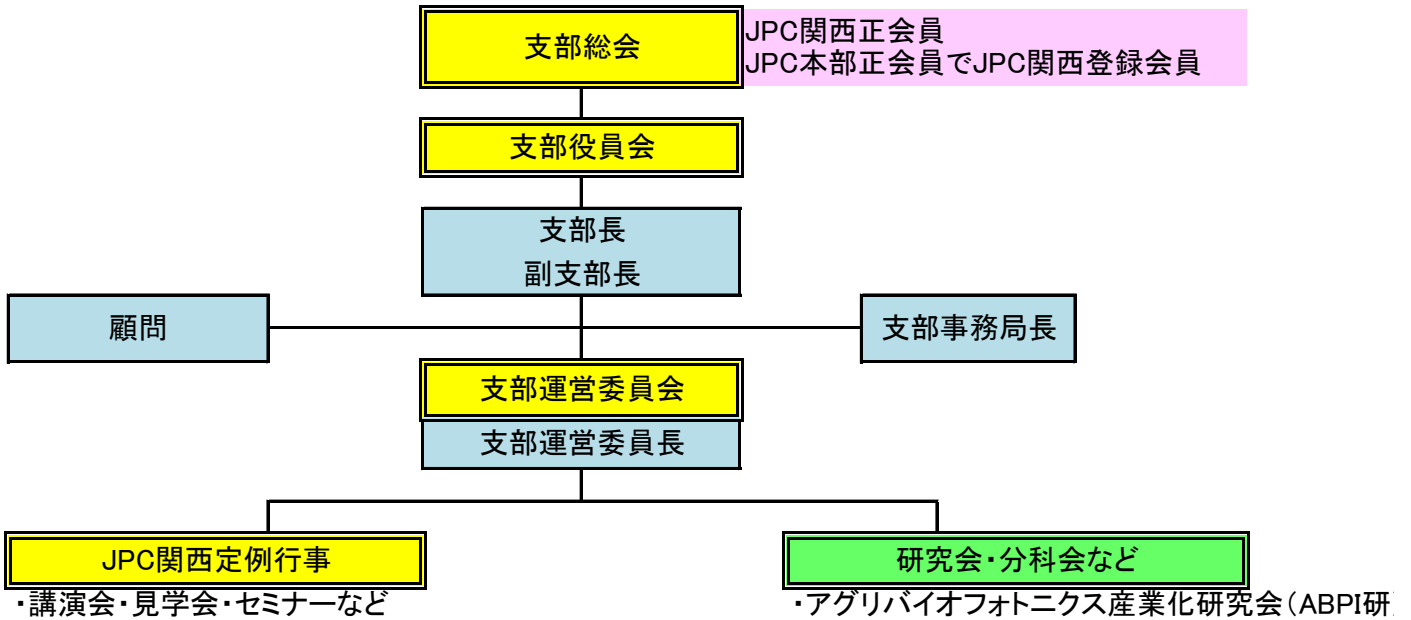 支部総会
JPC関西正会員
JPC本部正会員でJPC関西登録会員
支部役員会
支部長
副支部長
顧問
支部事務局長
支部運営委員会
支部運営委員長
JPC関西定例行事
研究会・分科会など
・講演会・見学会・セミナーなど
・アグリバイオフォトニクス産業化研究会（ABPI研